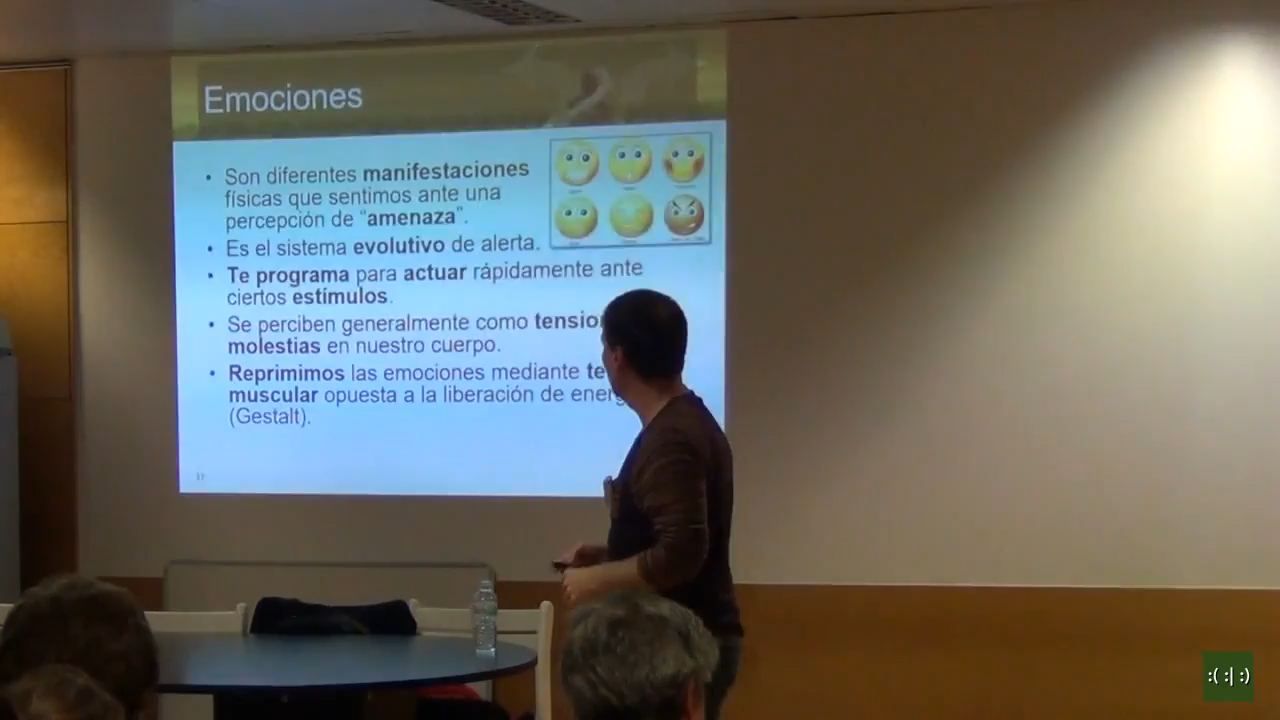 Emociones
• Son diferentes manifestaciones
físicas que sentimos ante una
percepción de “amenaza”.
• Es el sistema evolutivo de alerta.
• Te programa para actuar rápidamente ante
ciertos estímulos.
• Se perciben generalmente como
molestias en nuestro cuerpo.
• Reprimimos las emociones mediante
muscular opuesta a la liberación de
(Gestalt).
:( :| :)